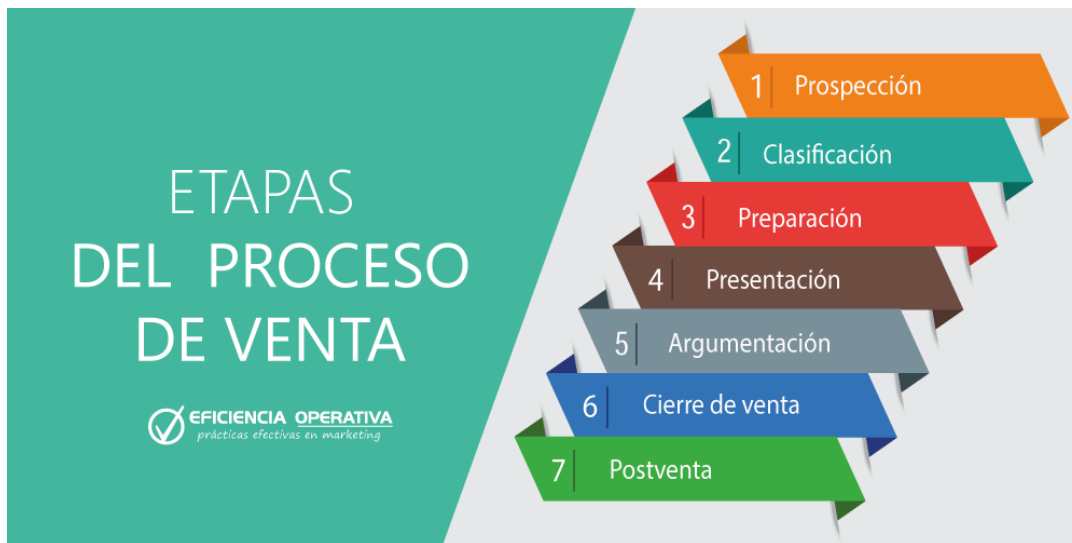 ETAPAS
DEL PROCESO
DE VENTA
EFICIENCIA OPERATIVA
prácticas efectivas en marketing
1 Prospección
2 Clasificación
3 Preparación
4 Presentación
5 Argumentación
6 Cierre de venta
7 Postventa